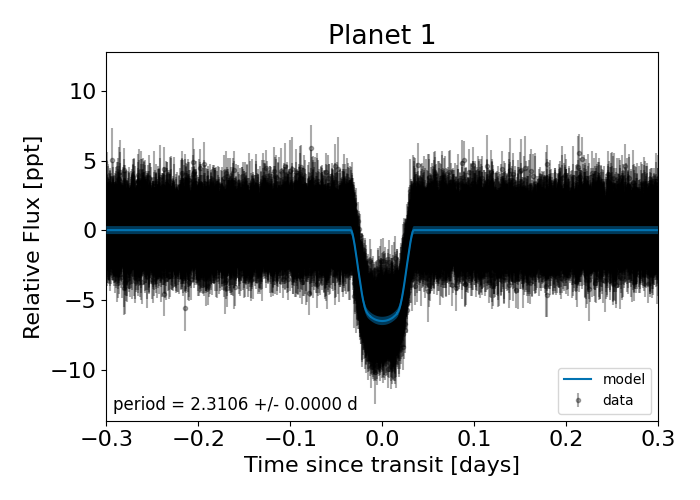 Planet 1
Relative Flux [ppt]
10
5
0
−5
−10
period = 2.3106 +/- 0.0000 d
model
data
−0.3 −0.2 −0.1 0.0 0.1 0.2 0.3
Time since transit [days]